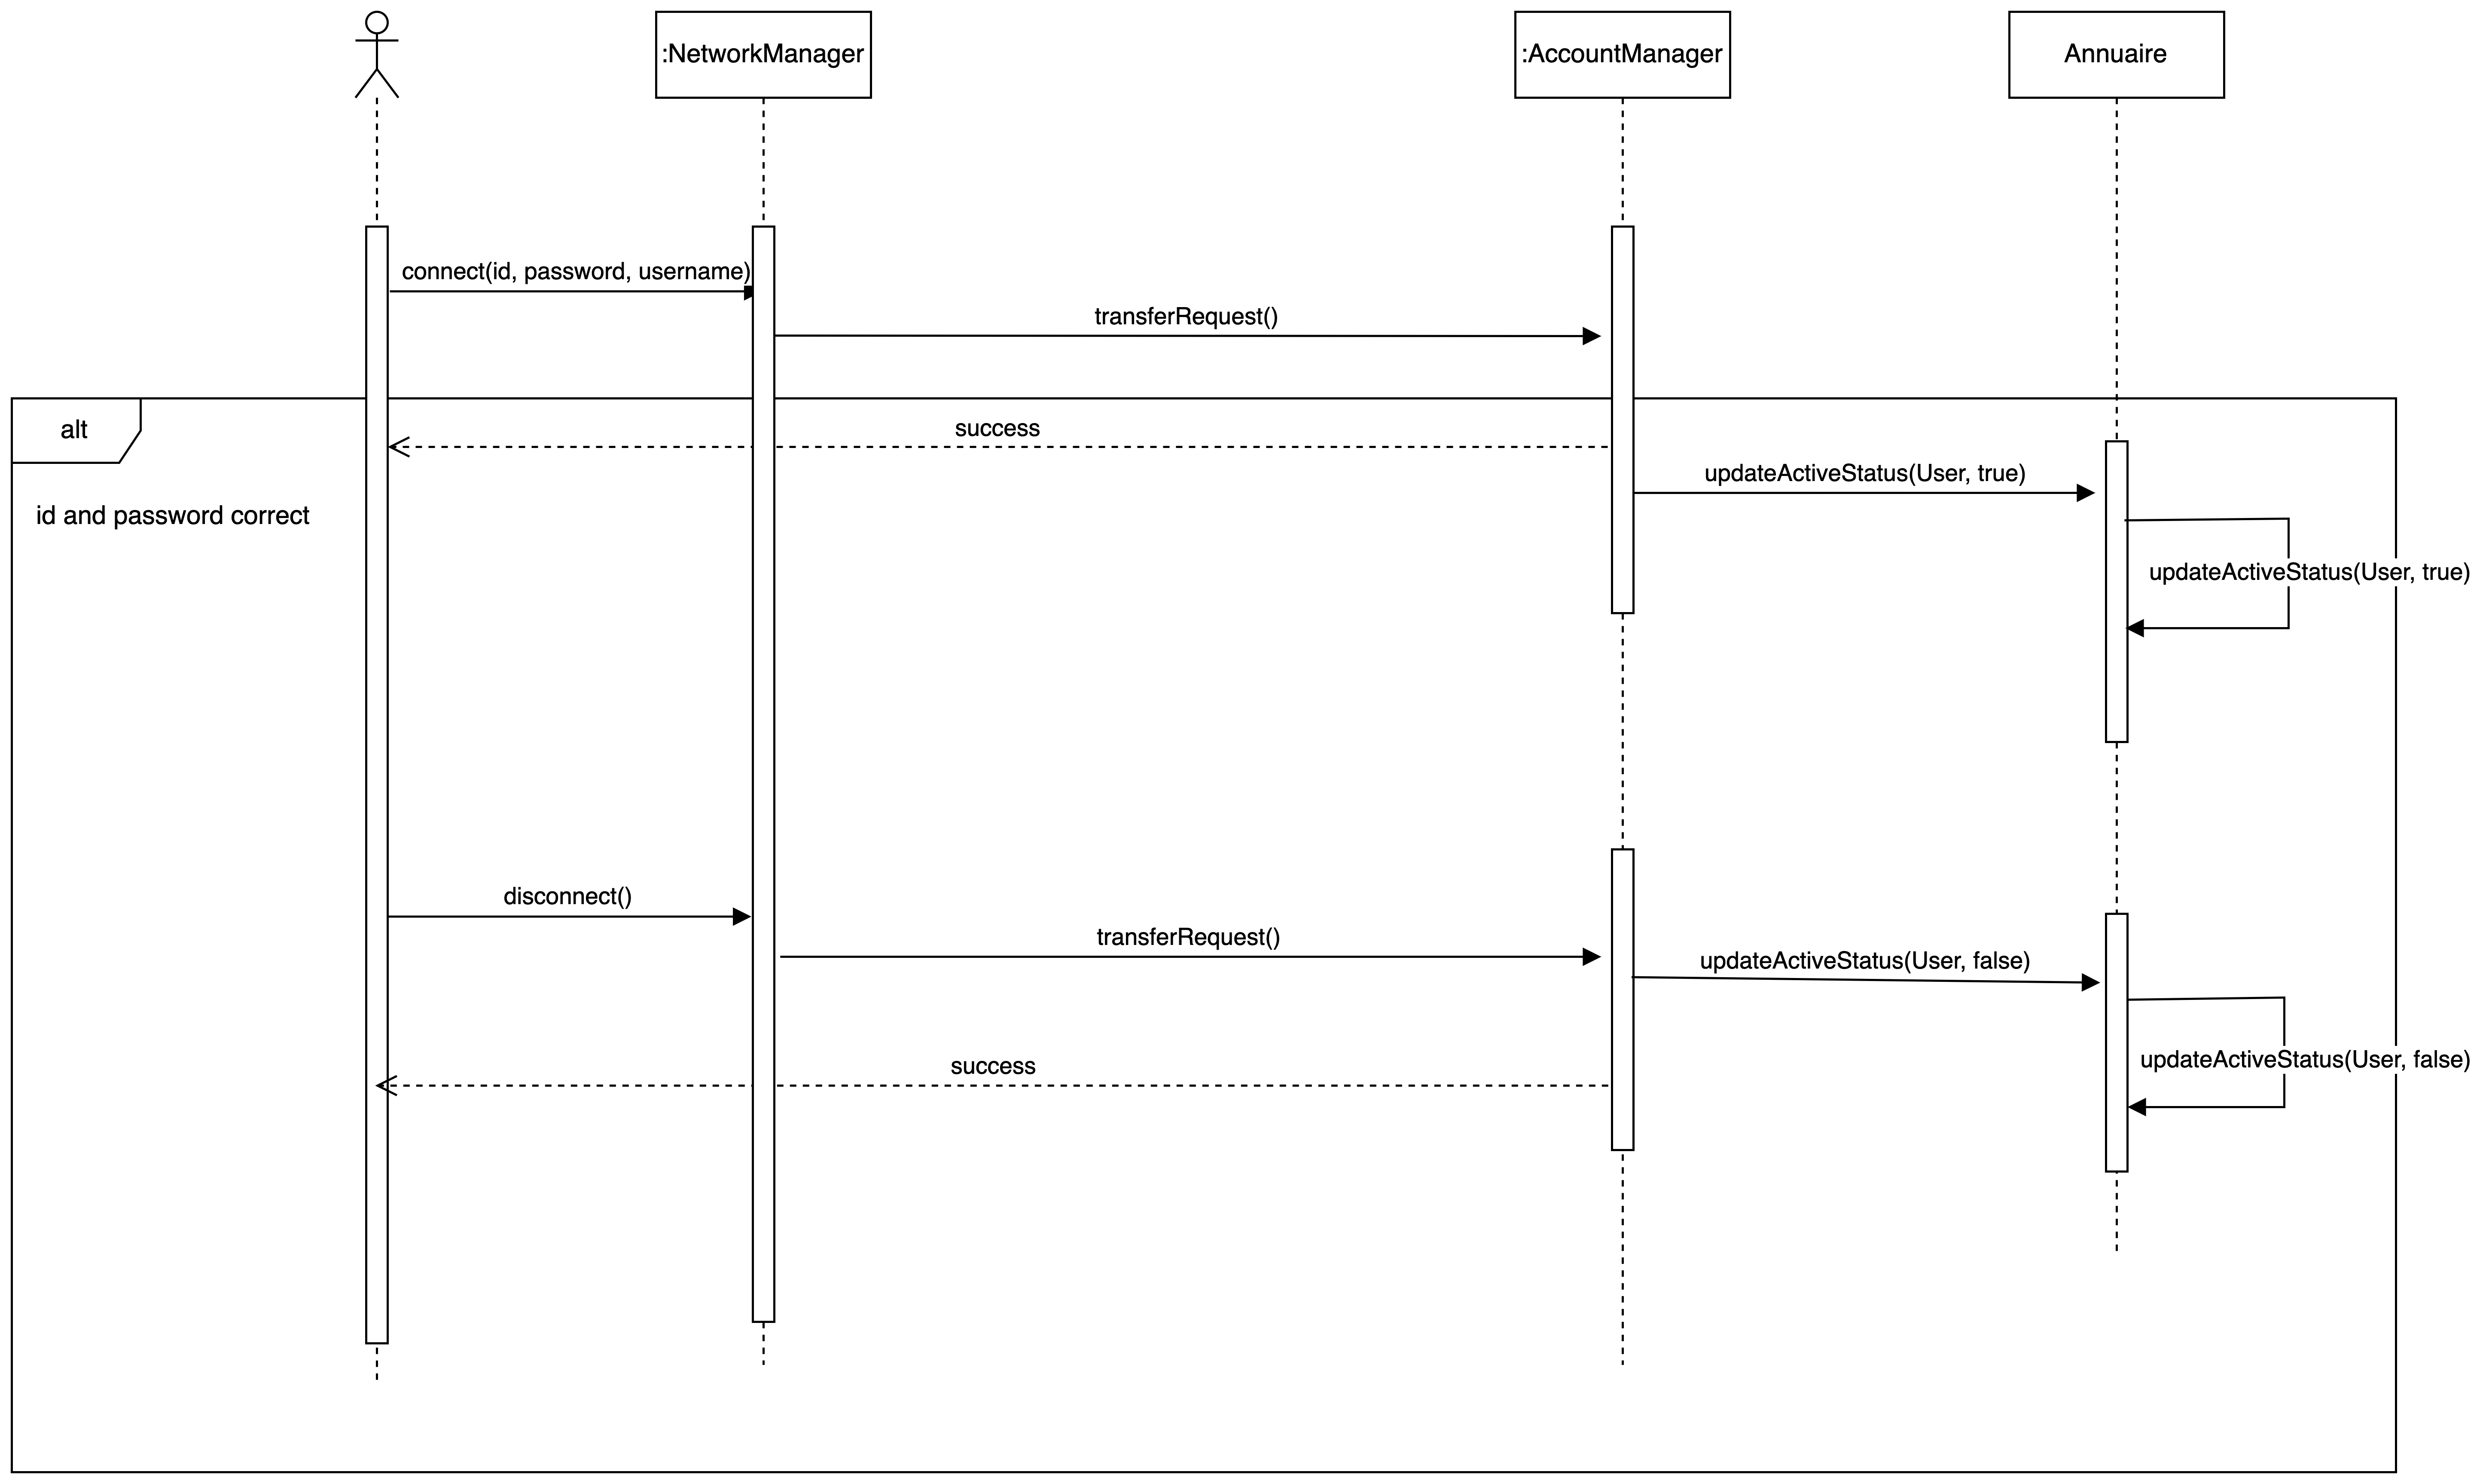 :NetworkManager
:AccountManager
Annuaire
connect(id, password, username)
transferRequest()
alt
success
updateActiveStatus(User, true)
id and password correct
updateActiveStatus(User, true)
disconnect()
transferRequest()
updateActiveStatus(User, false)
updateActiveStatus(User, false)
success